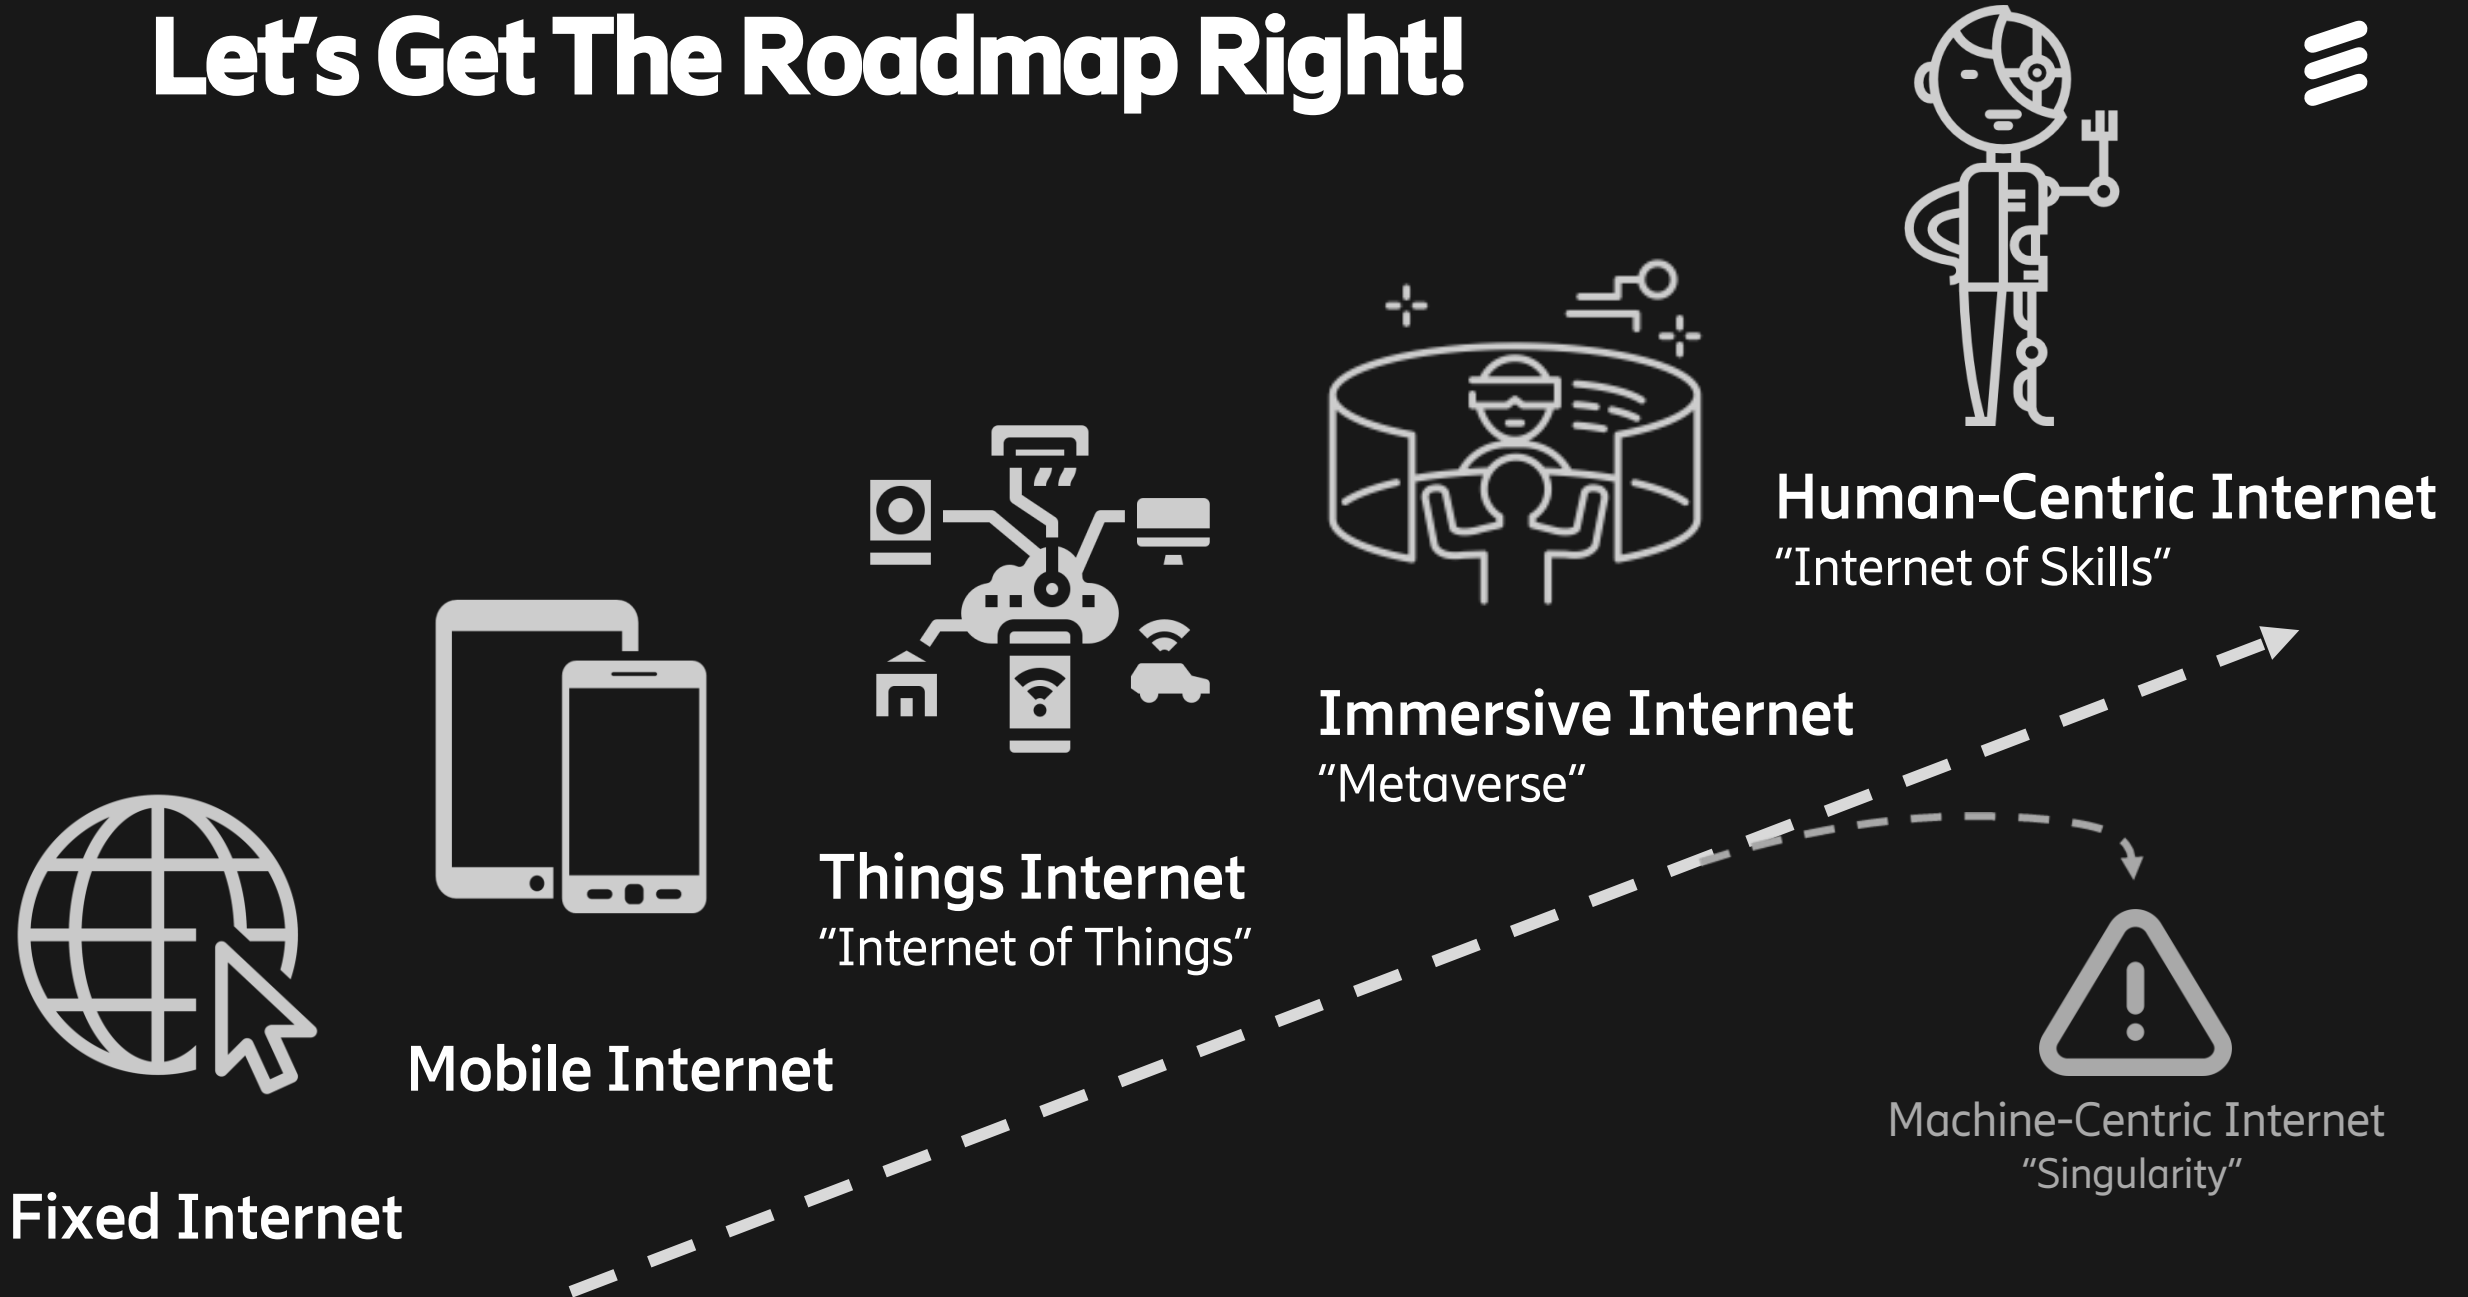 Let's Get The Roadmap Right!
Human-Centric Internet
"Internet of Skills"
Immersive Internet
"Metaverse"
Things Internet
"Internet of Things"
Mobile Internet
Fixed Internet
Machine-Centric Internet
"Singularity"